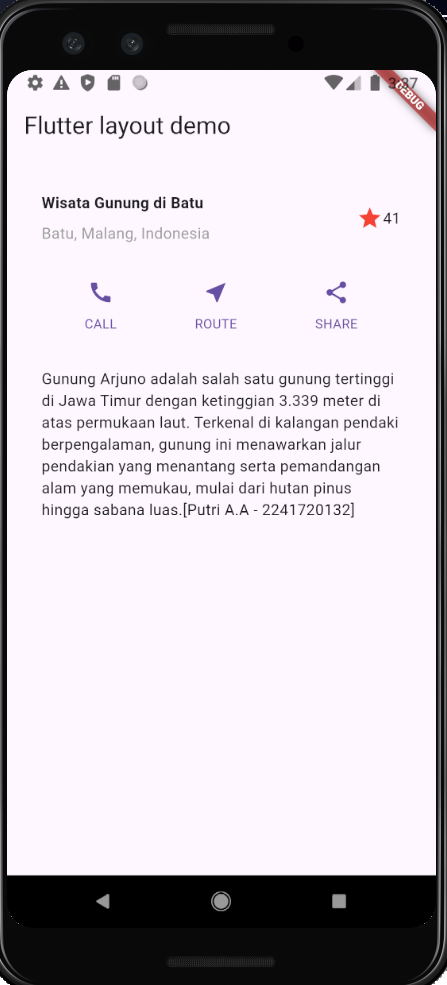 3:37
DEBUG
Flutter layout demo
Wisata Gunung di Batu
Batu, Malang, Indonesia
41
CALL
ROUTE
SHARE
Gunung Arjuno adalah salah satu gunung tertinggi
di Jawa Timur dengan ketinggian 3.339 meter di
atas permukaan laut. Terkenal di kalangan pendaki
berpengalaman, gunung ini menawarkan jalur
pendakian yang menantang serta pemandangan
alam yang memukau, mulai dari hutan pinus
hingga sabana luas.[Putri A.A - 2241720132]